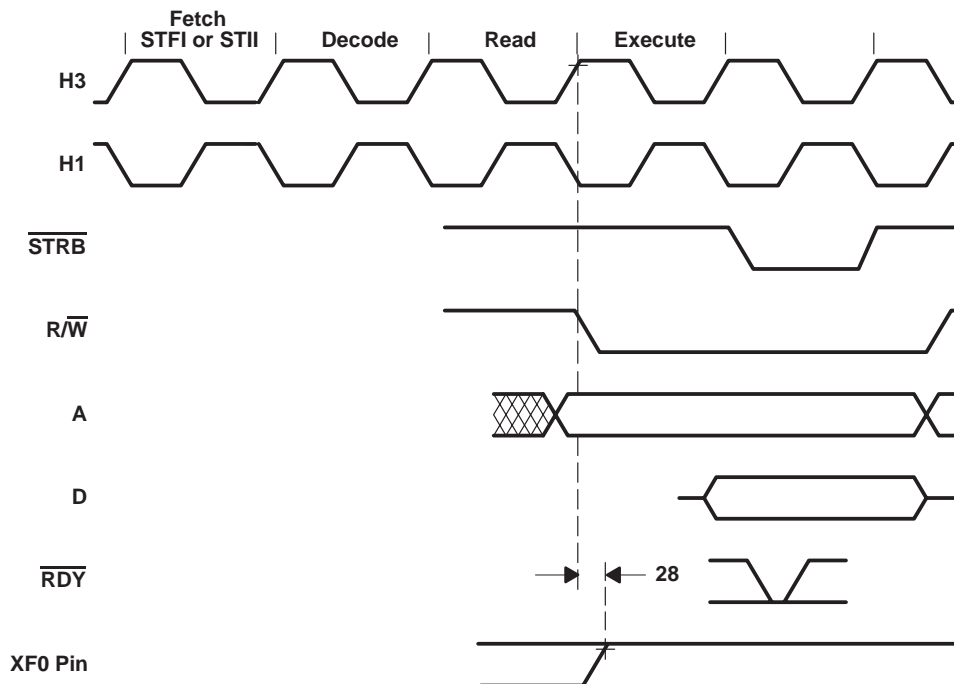 Fetch
STFI or STII Decode Read Execute
H3
H1
STRB
R/W
A
D
RDY
28
XF0 Pin